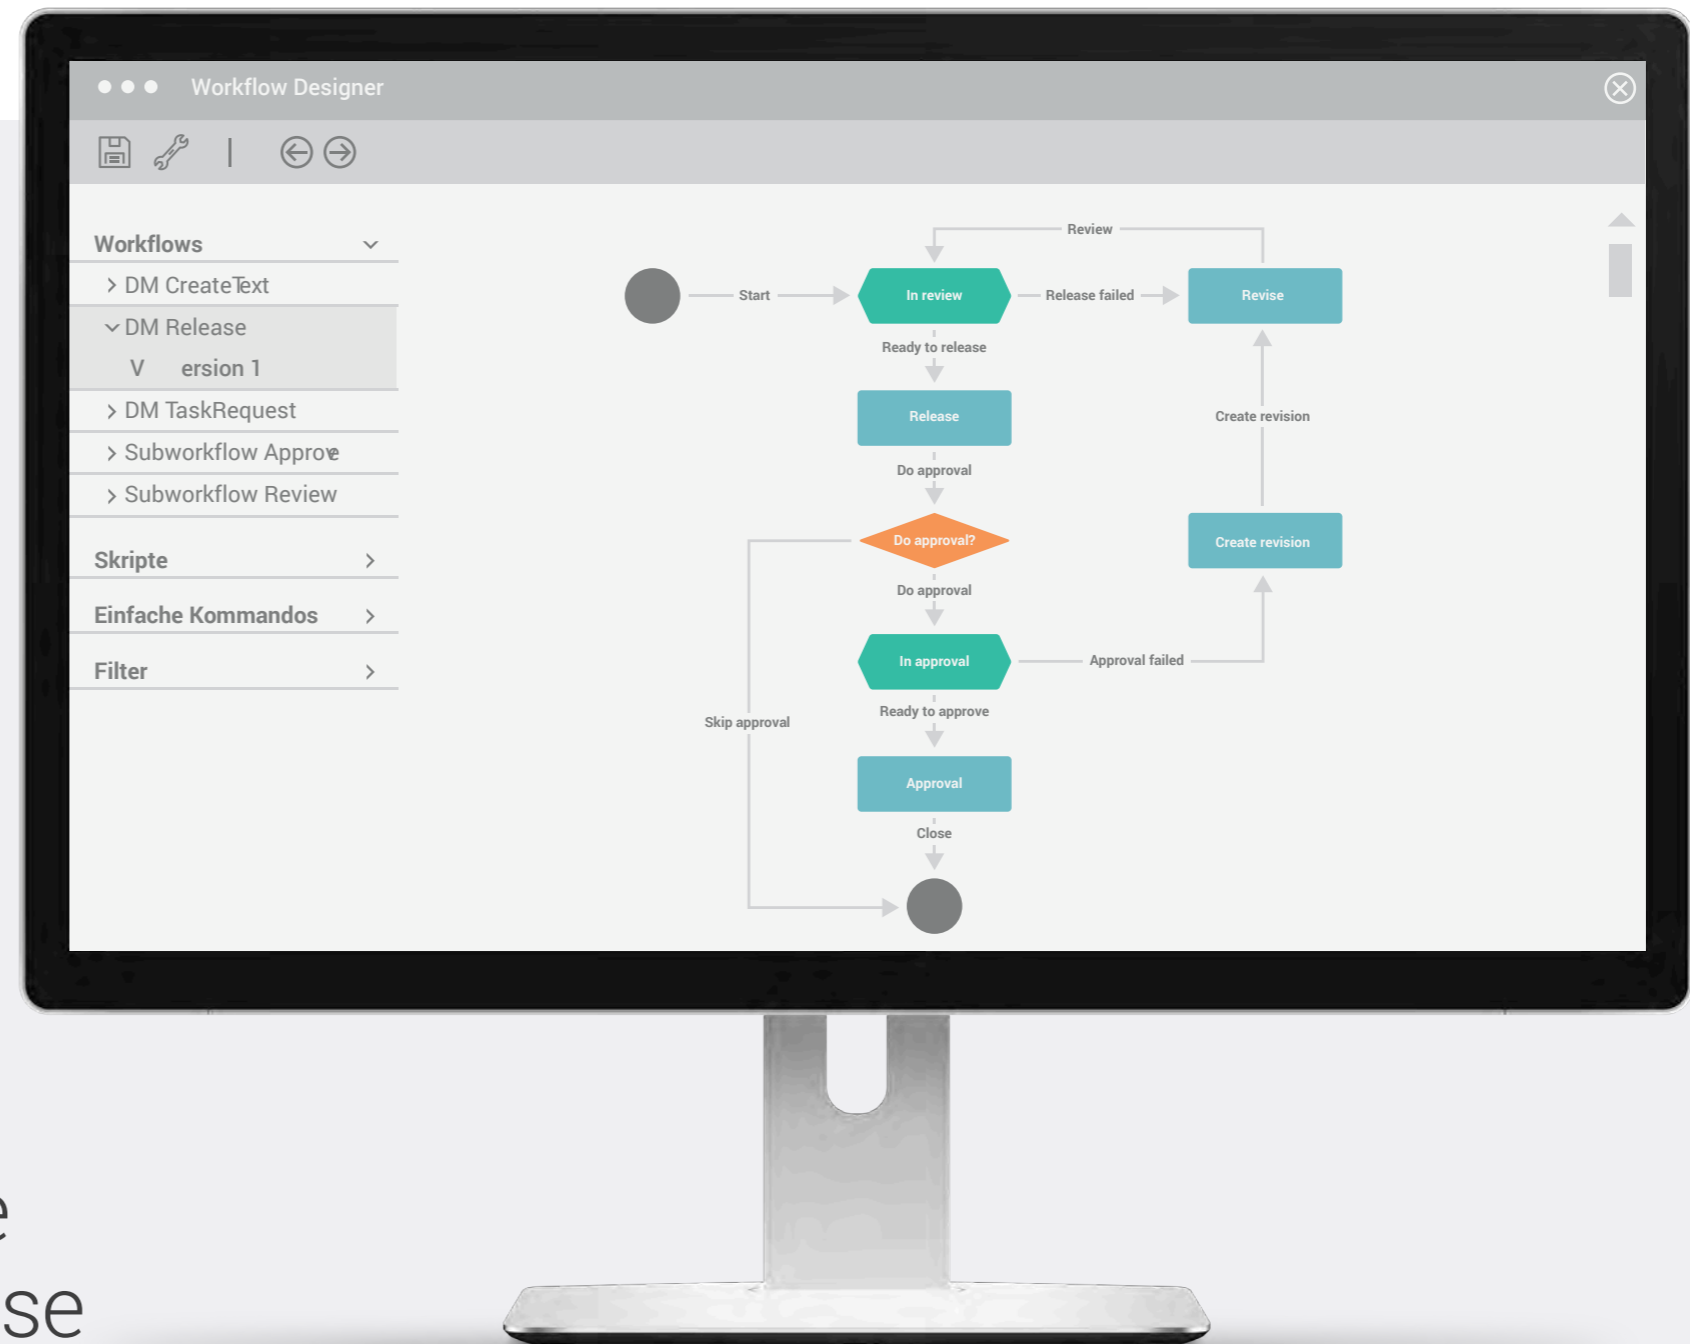 Workflow Designer
Workflows
DM CreateText
DM Release
V ersion 1
DM TaskRequest
Subworkflow Approve
Subworkflow Review
Skripte
Einfache Kommandos
Filter
Review
Start
In review
Release failed
Revise
Ready to release
Release
Create revision
Do approval
Do approval?
Create revision
Do approval
In approval
Approval failed
Ready to approve
Skip approval
Approval
Close
e
se